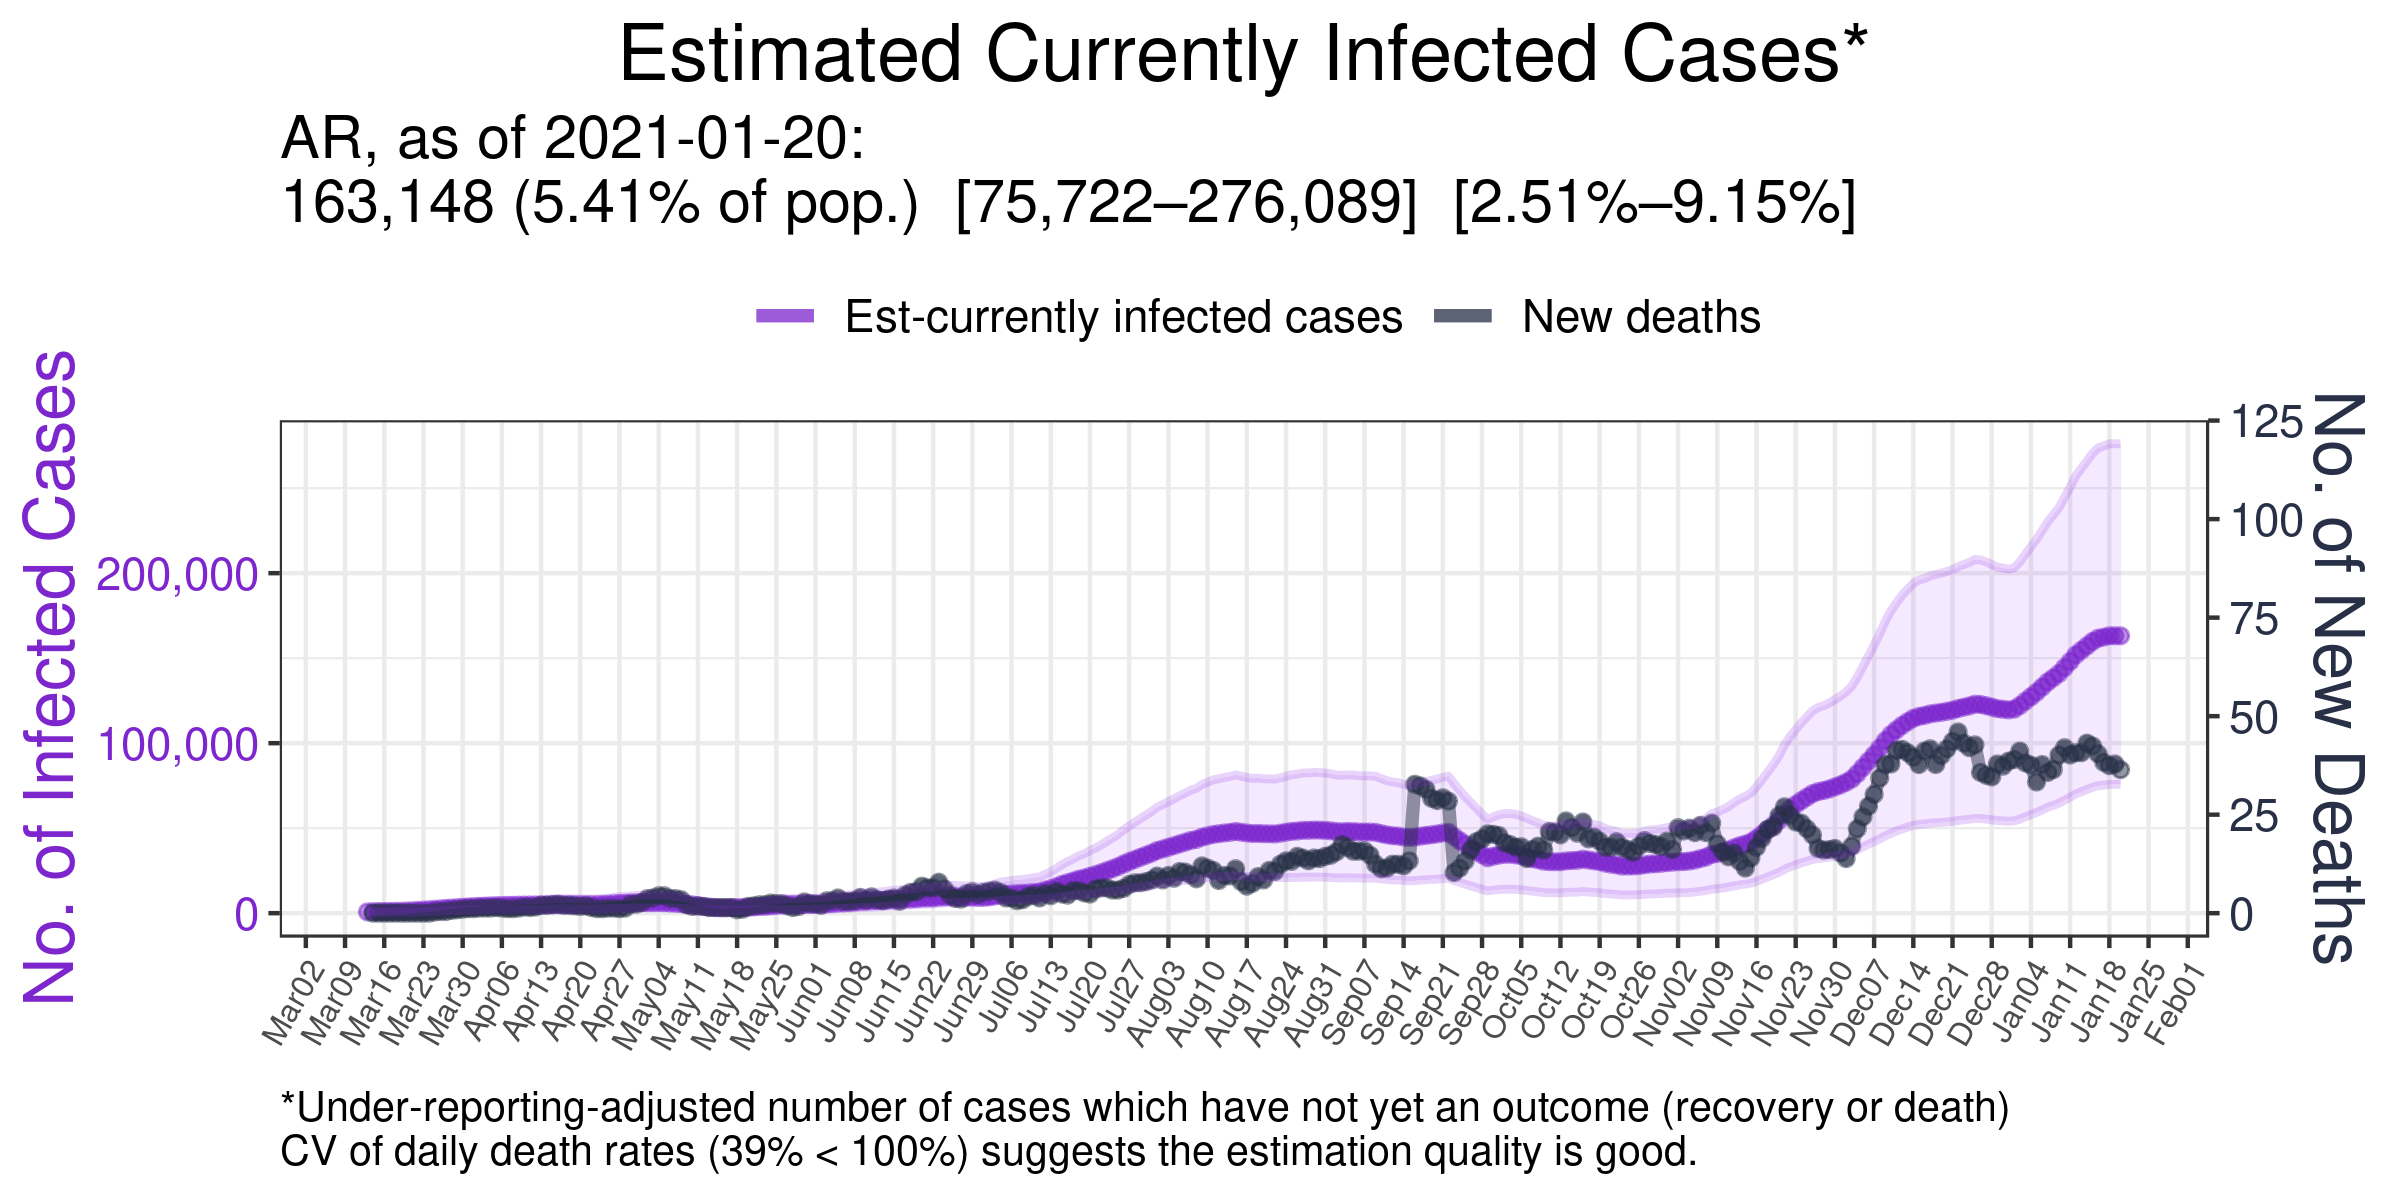 Estimated Currently Infected Cases*
AR, as of 2021-01-20:
163,148 (5.41% of pop.)  [75,722–276,089]  [2.51%–9.15%]
Est-currently infected cases
New deaths
No. of Infected Cases
200,000
100,000
0
125
100
75
50
25
0
No. of New Deaths
Mar02
Mar09
Mar16
Mar23
Mar30
Apr06
Apr13
Apr20
Apr27
May04
May11
May18
May25
Jun01
Jun08
Jun15
Jun22
Jun29
Jul06
Jul13
Jul20
Jul27
Aug03
Aug10
Aug17
Aug24
Aug31
Sep07
Sep14
Sep21
Sep28
Oct05
Oct12
Oct19
Oct26
Nov02
Nov09
Nov16
Nov23
Nov30
Dec07
Dec14
Dec21
Dec28
Jan04
Jan11
Jan18
Jan25
Feb01
*Under-reporting-adjusted number of cases which have not yet an outcome (recovery or death)
CV of daily death rates (39% < 100%) suggests the estimation quality is good.